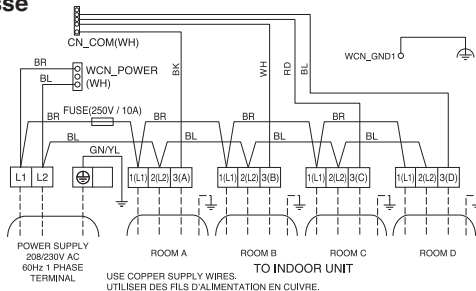 CN_COM(WH)
WCN_GND1
BR
BL
WCN_POWER
(WH)
BK
WH
RD
BL
FUSE(250V / 10A)
BR
BL
GN/YL
BR
BL
BR
BL
BR
BL
L1 L2
1(L1) 2(L2) 3(A)
1(L1) 2(L2) 3(B)
1(L1) 2(L2) 3(C)
1(L1) 2(L2) 3(D)
POWER SUPPLY
208/230V AC
60Hz 1 PHASE
TERMINAL
ROOM A
ROOM B
ROOM C
ROOM D
TO INDOOR UNIT
USE COPPER SUPPLY WIRES.
UTILISER DES FILS D'ALIMENTATION EN CUIVRE.